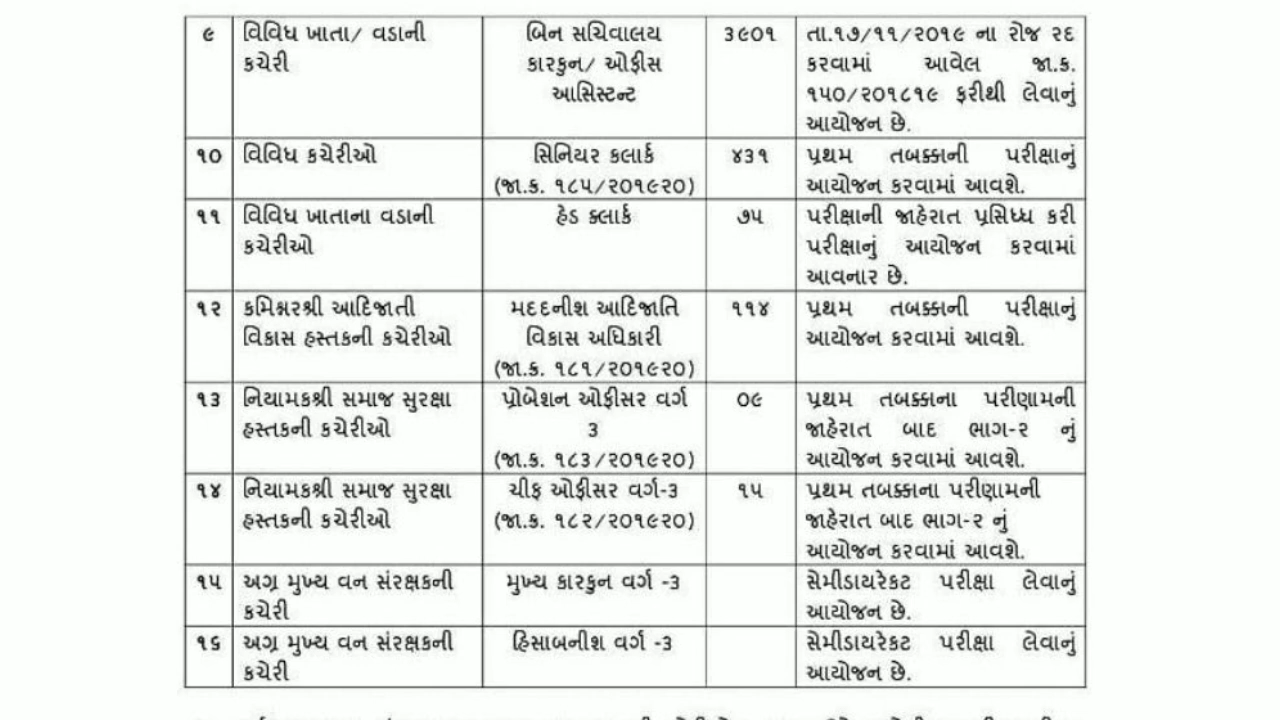 ૯ વિવિધ ખાતા/ વડાની કચેરી બિન સચિવાલય કારકુન/ ઓફીસ આસિસ્ટન્ટ ૩૯૦૧ તા.૧૭/૧૧/૨૦૧૯ ના રોજ રદ કરવામાં આવેલ જા.ક્ર. ૧૫૦/૨૦૧૮૧૯ ફરીથી લેવાનું આયોજન છે.
૧૦ વિવિધ કચેરીઓ સિનિયર કલાર્ક (જા.ક્ર. ૧૮૫/૨૦૧૯૨૦) ૪૩૧ પ્રથમ તબક્કાની પરીક્ષાનું આયોજન કરવામાં આવશે.
૧૧ વિવિધ ખાતાના વડાની કચેરીઓ હેડ ક્લાર્ક ૭૫ પરીક્ષાની જાહેરાત પ્રસિધ્ધ કરી પરીક્ષાનું આયોજન કરવામાં આવનાર છે.
૧૨ કમિશ્નરશ્રી આદિજાતી વિકાસ હસ્તકની કચેરીઓ મદદનીશ આદિજાતિ વિકાસ અધિકારી (જા.ક્ર. ૧૮૧/૨૦૧૯૨૦) ૧૧૪ પ્રથમ તબક્કાની પરીક્ષાનું આયોજન કરવામાં આવશે.
૧૩ નિયામકશ્રી સમાજ સુરક્ષા હસ્તકની કચેરીઓ પ્રોબેશન ઓફીસર વર્ગ ૩ (જા.ક્ર. ૧૮૩/૨૦૧૯૨૦) ૦૯ પ્રથમ તબક્કાના પરીણામની જાહેરાત બાદ ભાગ-૨ નું આયોજન કરવામાં આવશે.
૧૪ નિયામકશ્રી સમાજ સુરક્ષા હસ્તકની કચેરીઓ ચીફ ઓફીસર વર્ગ-૩ (જા.ક્ર. ૧૮૨/૨૦૧૯૨૦) ૧૫ પ્રથમ તબક્કાના પરીણામની જાહેરાત બાદ ભાગ-૨ નું આયોજન કરવામાં આવશે.
૧૫ અગ્ર મુખ્ય વન સંરક્ષકની કચેરી મુખ્ય કારકુન વર્ગ -૩ સેમીડાયરેકટ પરીક્ષા લેવાનું આયોજન છે.
૧૬ અગ્ર મુખ્ય વન સંરક્ષકની કચેરી હિસાબનીશ વર્ગ -૩ સેમીડાયરેકટ પરીક્ષા લેવાનું આયોજન છે.